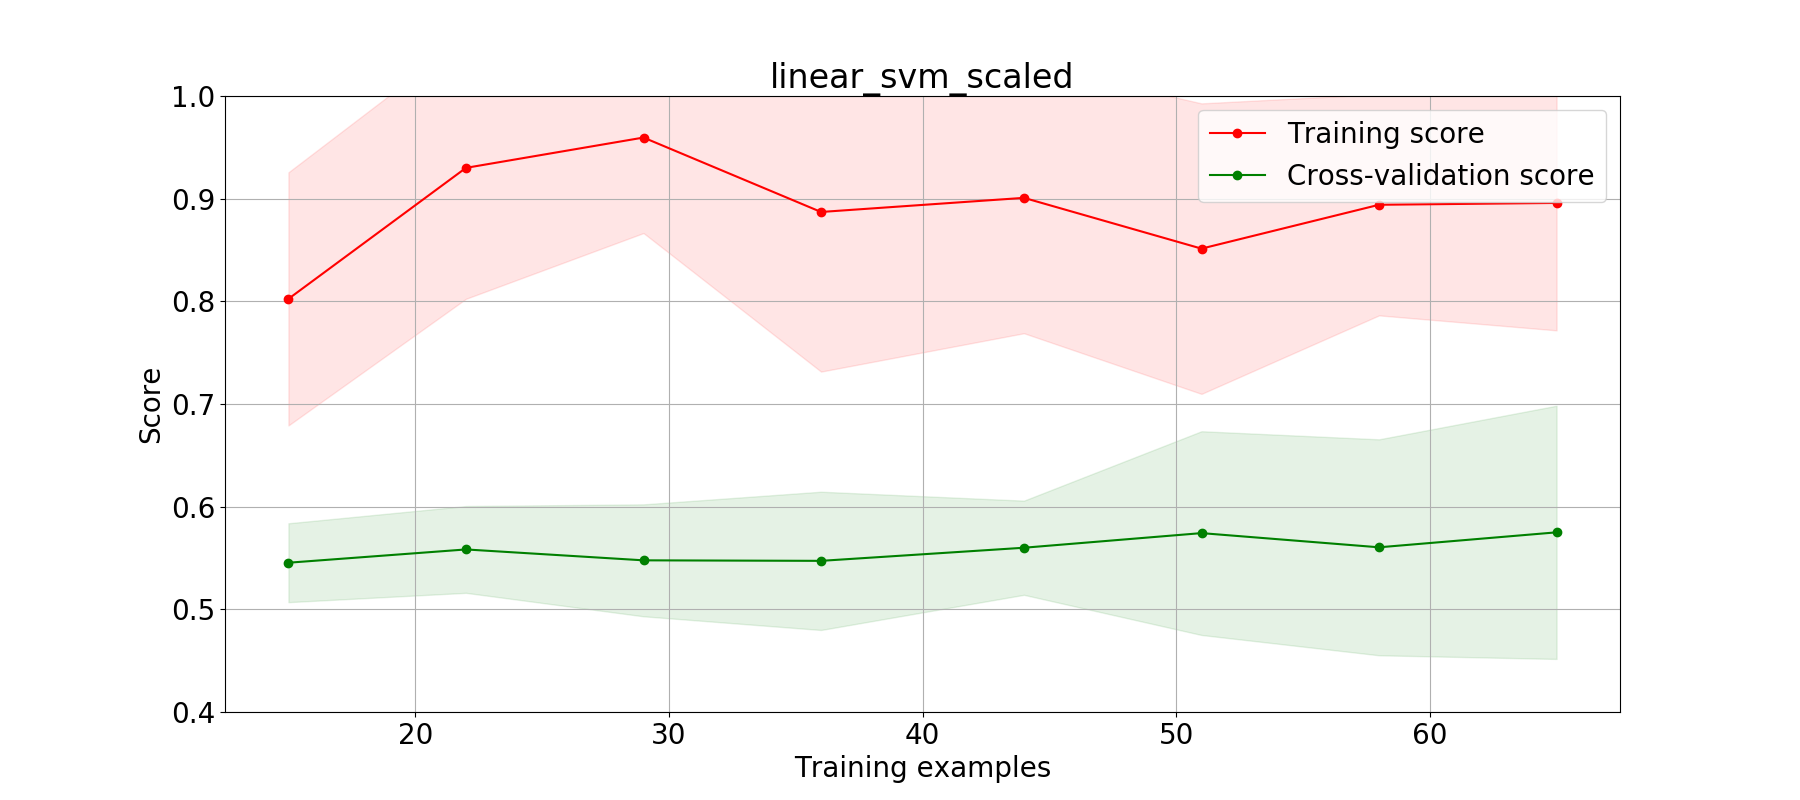 linear_svm_scaled
1.0
0.9
0.8
0.7
0.6
0.5
0.4
Score
Training score
Cross-validation score
20 30 40 50 60
Training examples